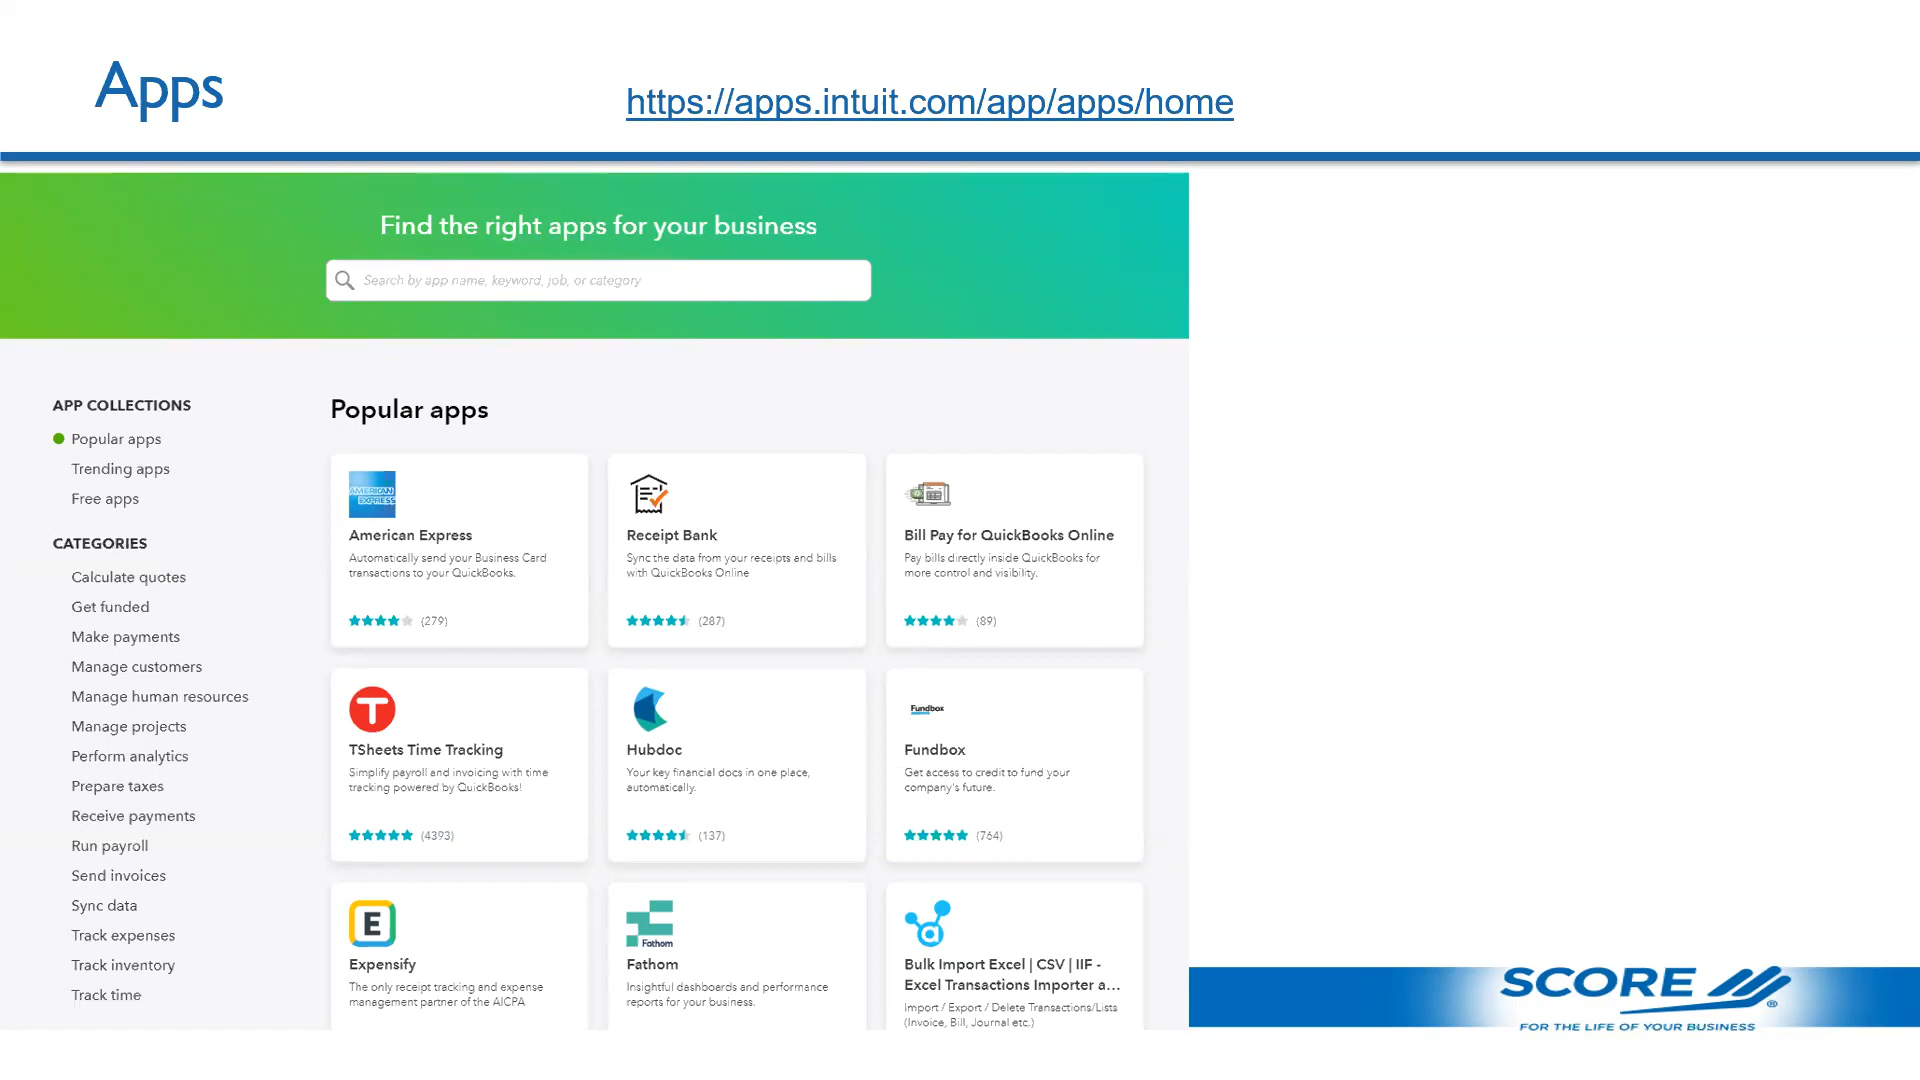 Apps
https://apps.intuit.com/app/apps/home
Find the right apps for your business
Search by app name, keyword, job, or category
APP COLLECTIONS
Popular apps
Trending apps
Free apps
CATEGORIES
Calculate quotes
Get funded
Make payments
Manage customers
Manage human resources
Manage projects
Perform analytics
Prepare taxes
Receive payments
Run payroll
Send invoices
Sync data
Track expenses
Track inventory
Track time
Popular apps
AMERICAN
EXPRESS
American Express
Automatically send your Business Card
transactions to your QuickBooks.
(279)
Receipt Bank
Sync the data from your receipts and bills
with QuickBooks Online
(287)
Bill Pay for QuickBooks Online
Pay bills directly inside QuickBooks for
more control and visibility.
(89)
T
TSheets Time Tracking
Simplify payroll and invoicing with time
tracking powered by QuickBooks!
(4393)
Hubdoc
Your key financial docs in one place,
automatically.
(137)
Fundbox
Fundbox
Get access to credit to fund your
company's future.
(764)
E
Expensify
The only receipt tracking and expense
management partner of the AICPA
Fathom
Fathom
Insightful dashboards and performance
reports for your business.
a
Bulk Import Excel | CSV | IIF -
Excel Transactions Importer a...
Import / Export / Delete Transactions/Lists
(Invoice, Bill, Journal etc.)
SCORE
®
FOR THE LIFE OF YOUR BUSINESS